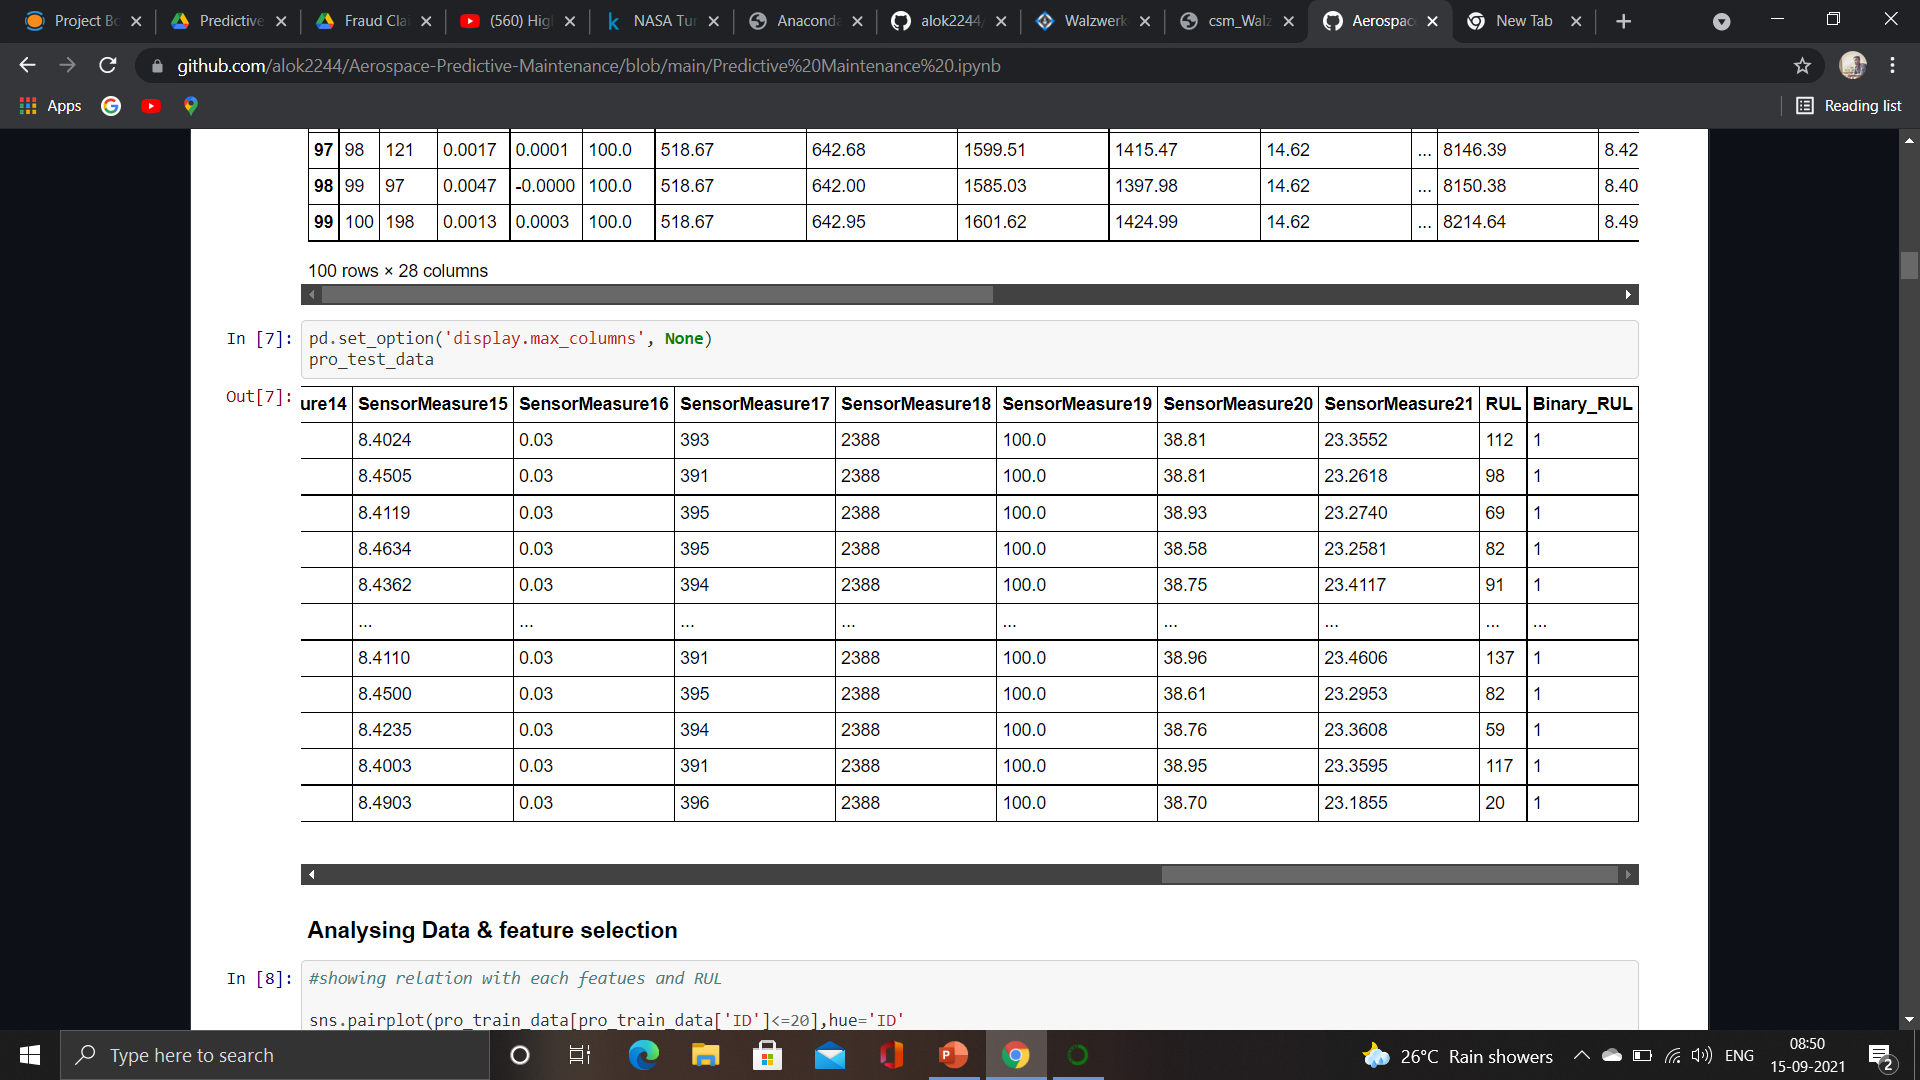 Project Bo
Predictive
Fraud Clai
(560) Hig
NASA Tur
Anaconda
alok2244/
Walzwerk
csm_Walz
Aerospac
New Tab
github.com/alok2244/Aerospace-Predictive-Maintenance/blob/main/Predictive%20Maintenance%20.ipynb
Apps
Reading list
97 98 121 0.0017 0.0001 100.0 518.67 642.68 1599.51 1415.47 14.62 ... 8146.39 8.42
98 99 97 0.0047 -0.0000 100.0 518.67 642.00 1585.03 1397.98 14.62 ... 8150.38 8.40
99 100 198 0.0013 0.0003 100.0 518.67 642.95 1601.62 1424.99 14.62 ... 8214.64 8.49
100 rows × 28 columns
In [7]: pd.set_option('display.max_columns', None)
pro_test_data
Out[7]: ure14 SensorMeasure15 SensorMeasure16 SensorMeasure17 SensorMeasure18 SensorMeasure19 SensorMeasure20 SensorMeasure21 RUL Binary_RUL
8.4024 0.03 393 2388 100.0 38.81 23.3552 112 1
8.4505 0.03 391 2388 100.0 38.81 23.2618 98 1
8.4119 0.03 395 2388 100.0 38.93 23.2740 69 1
8.4634 0.03 395 2388 100.0 38.58 23.2581 82 1
8.4362 0.03 394 2388 100.0 38.75 23.4117 91 1
... ... ... ... ... ... ... ... ...
8.4110 0.03 391 2388 100.0 38.96 23.4606 137 1
8.4500 0.03 395 2388 100.0 38.61 23.2953 82 1
8.4235 0.03 394 2388 100.0 38.76 23.3608 59 1
8.4003 0.03 391 2388 100.0 38.95 23.3595 117 1
8.4903 0.03 396 2388 100.0 38.70 23.1855 20 1
Analysing Data & feature selection
In [8]: #showing relation with each featues and RUL
sns.pairplot(pro_train_data[pro_train_data['ID']<=20],hue='ID'
Type here to search
26°C Rain showers
ENG
08:50
15-09-2021
2